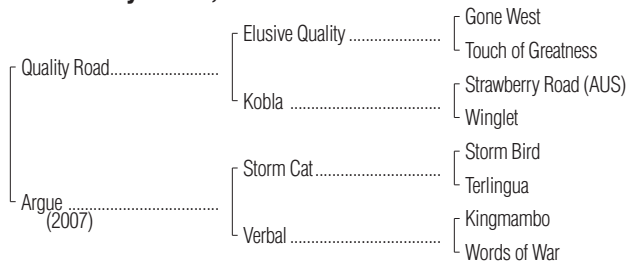 Gone West
Elusive Quality ......................
Touch of Greatness
Quality Road..........................
Strawberry Road (AUS)
Kobla ....................................
Winglet
Storm Bird
Storm Cat..............................
Terlingua
Argue ....................................
(2007)
Kingmambo
Verbal ....................................
Words of War